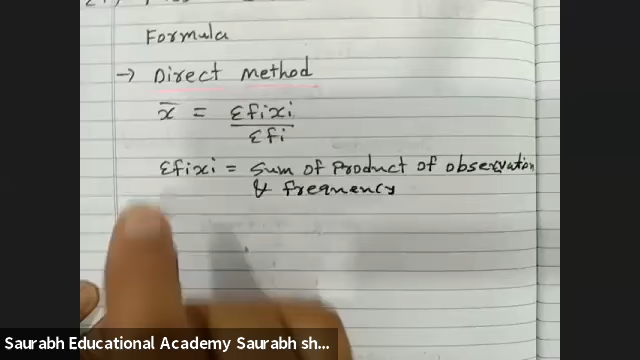 Formula
→ Direct Method
x̄ = Σfixi / Σfi
Σfixi = Sum of Product of observation
& frequency
Saurabh Educational Academy Saurabh sh...